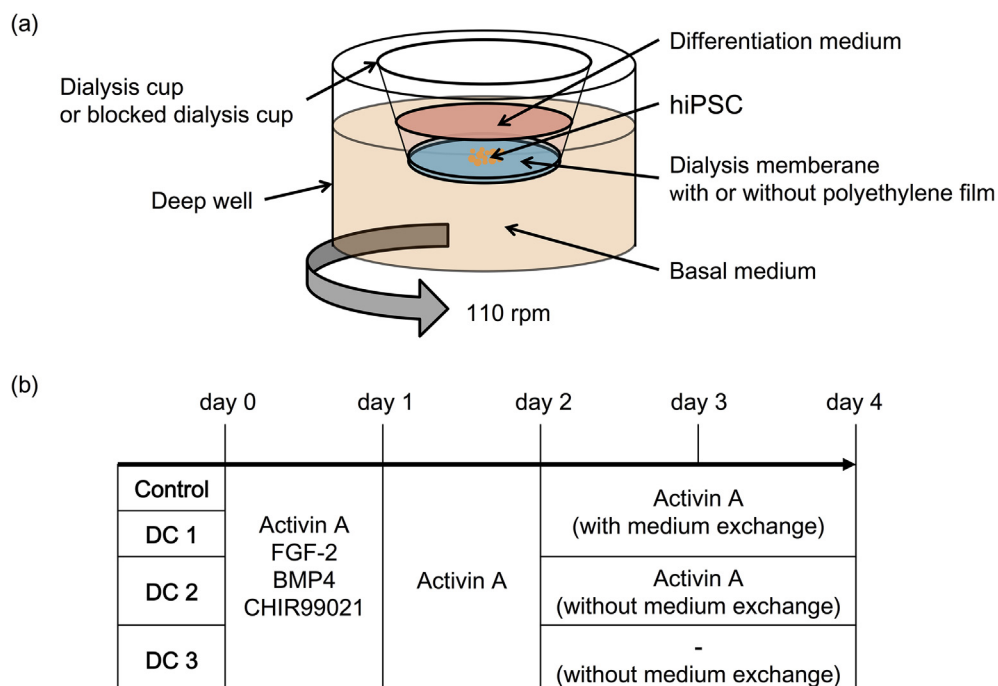 (a)
Differentiation medium
Dialysis cup
or blocked dialysis cup
hiPSC
Dialysis memberane
with or without polyethylene film
Deep well
Basal medium
110 rpm
(b)
day 0 day 1 day 2 day 3 day 4
Control
DC 1
DC 2
DC 3
Activin A
FGF-2
BMP4
CHIR99021
Activin A
Activin A
(with medium exchange)
Activin A
(without medium exchange)
-
(without medium exchange)